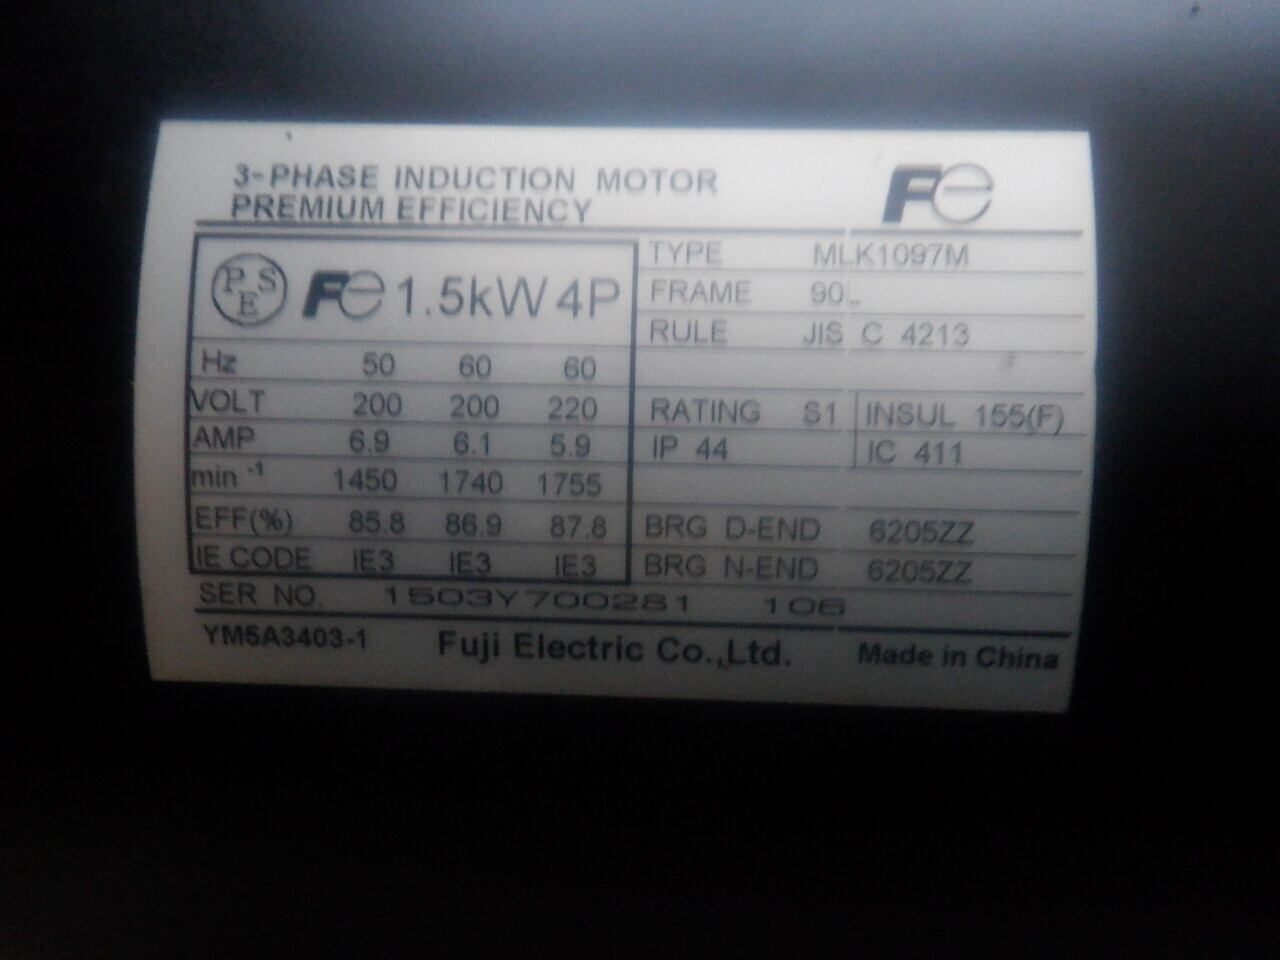 3-PHASE INDUCTION MOTOR
PREMIUM EFFICIENCY
Fe
PSE Fe 1.5kW 4P
Hz 50 60 60
VOLT 200 200 220
AMP 6.9 6.1 5.9
min -1 1450 1740 1755
EFF(%) 85.8 86.9 87.8
IE CODE IE3 IE3 IE3
TYPE MLK1097M
FRAME 90L
RULE JIS C 4213
RATING S1 INSUL 155(F)
IP 44 IC 411
BRG D-END 6205ZZ
BRG N-END 6205ZZ
SER NO. 1503Y700281 106
YM5A3403-1 Fuji Electric Co.,Ltd. Made in China